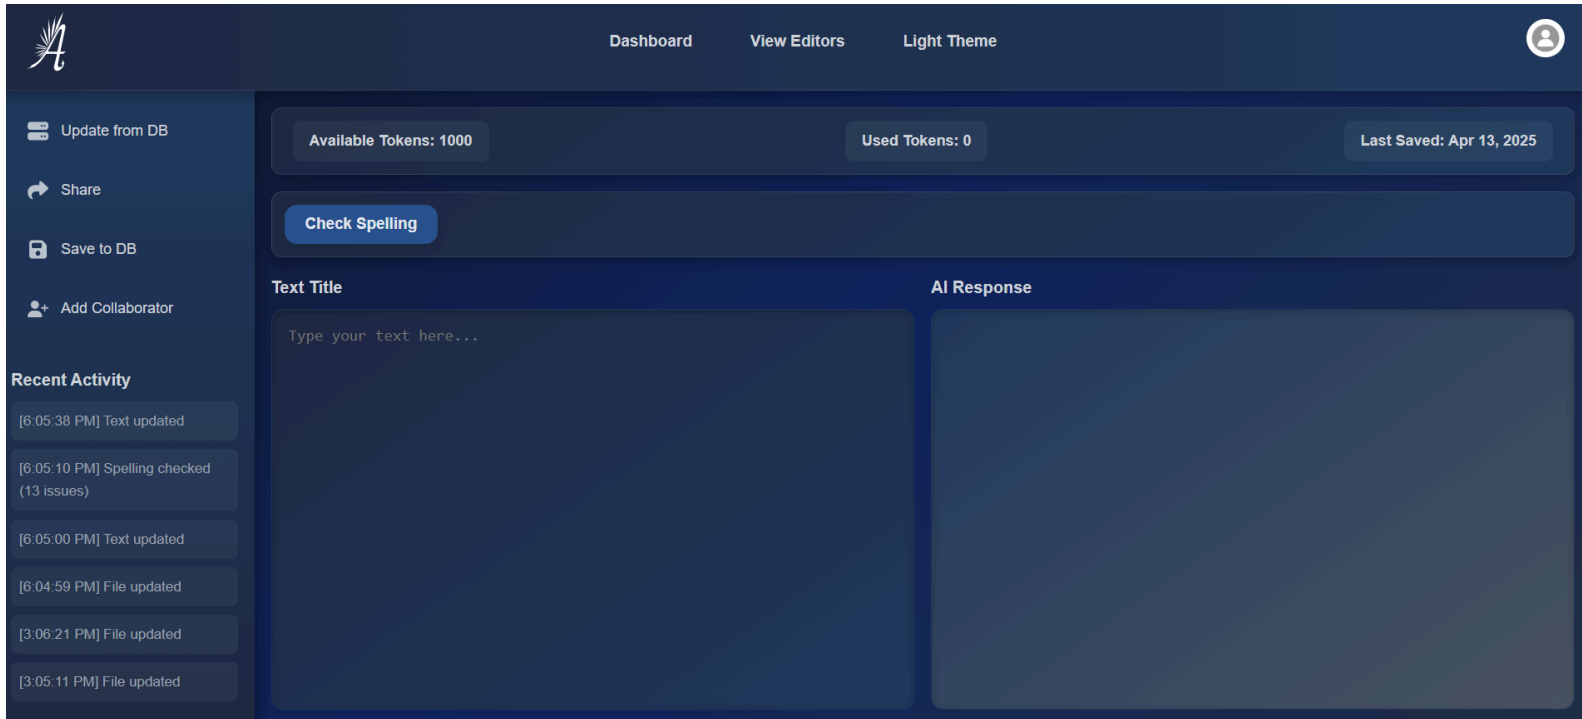 A
Dashboard
View Editors
Light Theme
Update from DB
Share
Save to DB
Add Collaborator
Recent Activity
[6:05:38 PM] Text updated
[6:05:10 PM] Spelling checked
(13 issues)
[6:05:00 PM] Text updated
[6:04:59 PM] File updated
[3:06:21 PM] File updated
[3:05:11 PM] File updated
Available Tokens: 1000
Used Tokens: 0
Last Saved: Apr 13, 2025
Check Spelling
Text Title
Type your text here...
AI Response